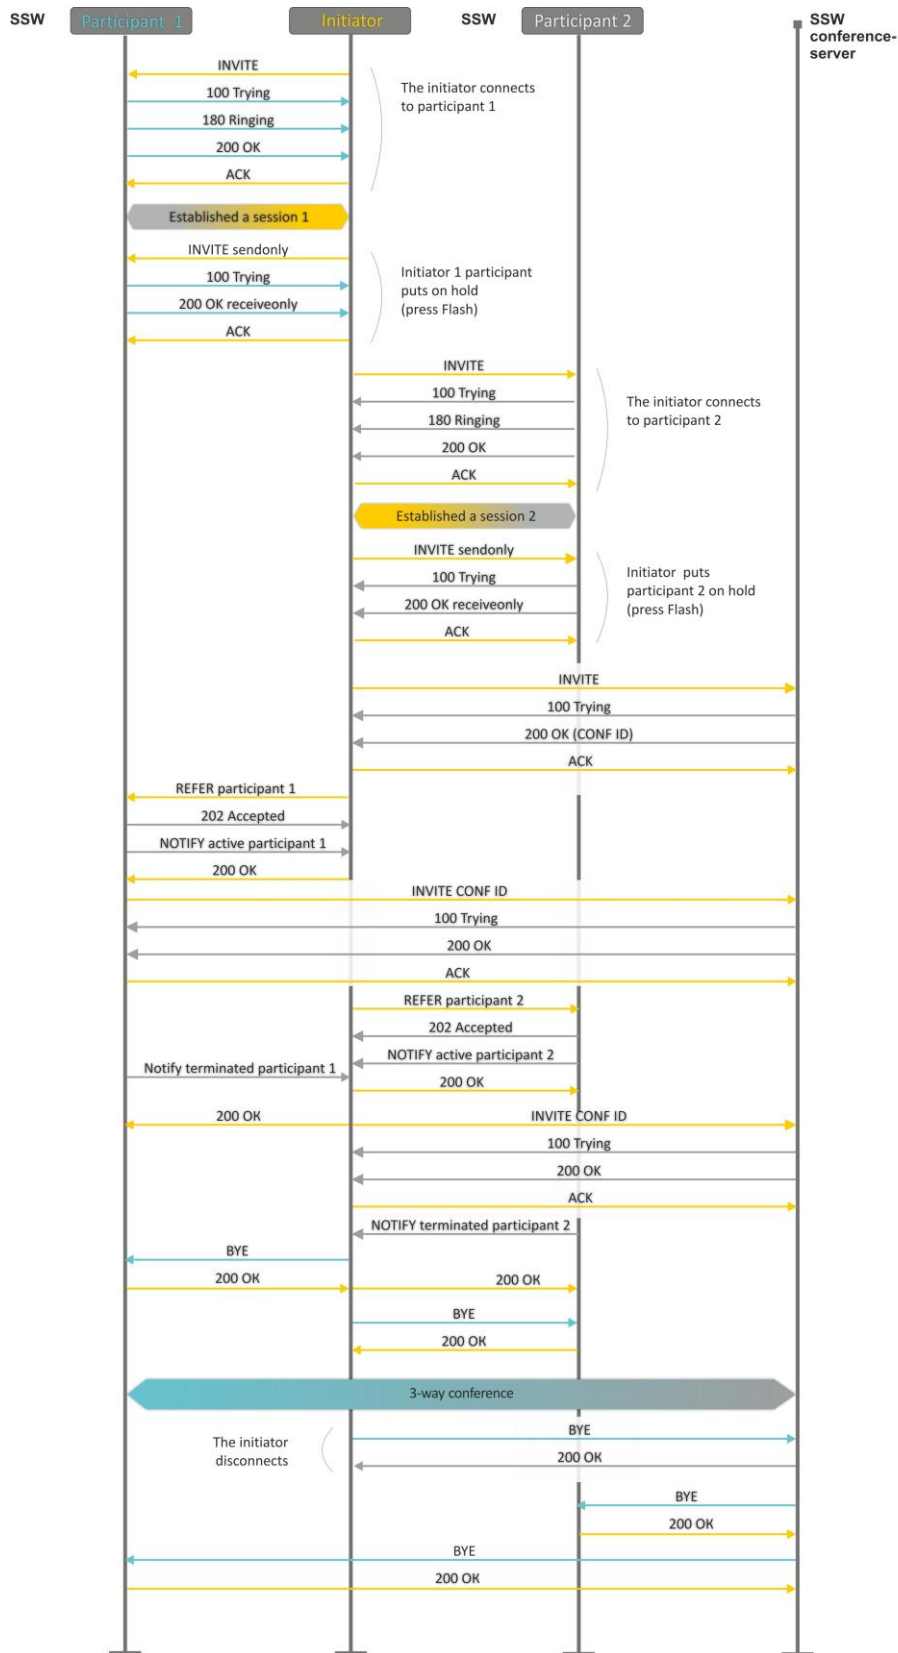 SSW
Participant 1
Initiator
SSW
Participant 2
SSW
conference-
server
INVITE
100 Trying
180 Ringing
200 OK
ACK
The initiator connects
to participant 1
Established a session 1
INVITE sendonly
100 Trying
200 OK receiveonly
ACK
Initiator 1 participant
puts on hold
(press Flash)
INVITE
100 Trying
180 Ringing
200 OK
ACK
The initiator connects
to participant 2
Established a session 2
INVITE sendonly
100 Trying
200 OK receiveonly
ACK
Initiator puts
participant 2 on hold
(press Flash)
INVITE
100 Trying
200 OK (CONF ID)
ACK
REFER participant 1
202 Accepted
NOTIFY active participant 1
200 OK
INVITE CONF ID
100 Trying
200 OK
ACK
REFER participant 2
202 Accepted
NOTIFY active participant 2
Notify terminated participant 1
200 OK
200 OK
INVITE CONF ID
100 Trying
200 OK
ACK
NOTIFY terminated participant 2
BYE
200 OK
200 OK
BYE
200 OK
3-way conference
The initiator
disconnects
BYE
200 OK
BYE
200 OK
BYE
200 OK